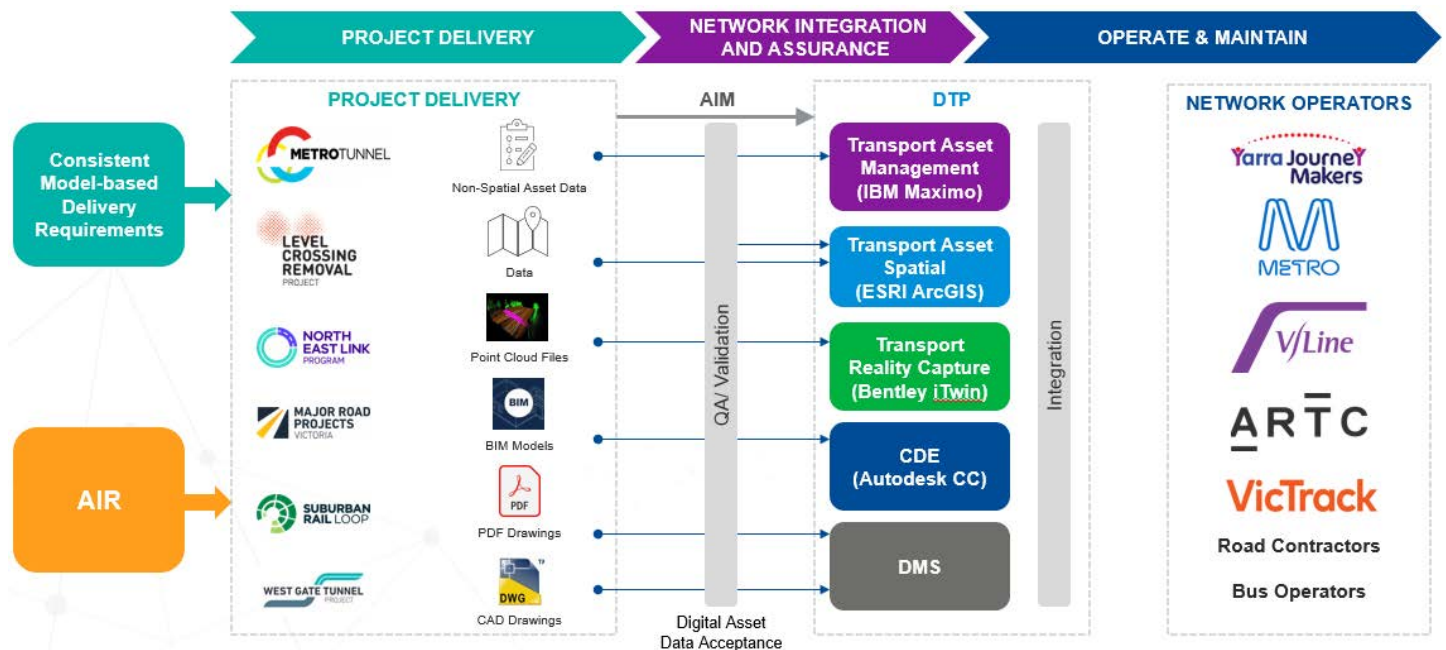 PROJECT DELIVERY
NETWORK INTEGRATION
AND ASSURANCE
OPERATE & MAINTAIN
Consistent
Model-based
Delivery
Requirements
AIR
PROJECT DELIVERY
METROTUNNEL
LEVEL
CROSSING
REMOVAL
PROJECT
NORTH
EAST LINK
PROGRAM
MAJOR ROAD
PROJECTS
VICTORIA
SUBURBAN
RAIL LOOP
WEST GATE TUNNEL
PROJECT
Non-Spatial Asset Data
Data
Point Cloud Files
BIM
BIM Models
PDF
PDF Drawings
DWG
CAD Drawings
AIM
QA/ Validation
Digital Asset
Data Acceptance
DTP
Transport Asset
Management
(IBM Maximo)
Transport Asset
Spatial
(ESRI ArcGIS)
Transport
Reality Capture
(Bentley iTwin)
CDE
(Autodesk CC)
DMS
Integration
NETWORK OPERATORS
Yarra Journey
Makers
METRO
V/Line
ARTC
VicTrack
Road Contractors
Bus Operators